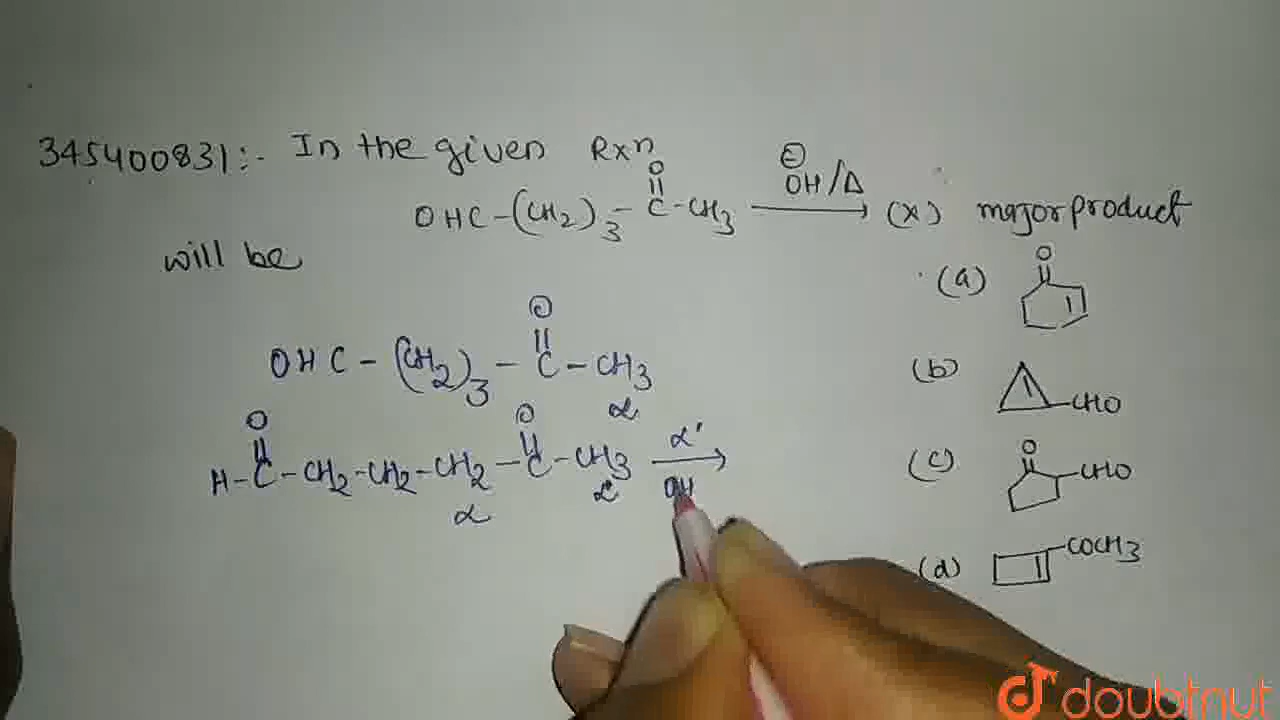 345400831:- In the given Rxn
O
OHC-(CH2)3-C-CH3 ⊖OH/Δ (X) major product
will be
(a) O
(b) CHO
(c) O CHO
(d) COCH3
O
OHC-(CH2)3-C-CH3
α
O O
H-C-CH2-CH2-CH2-C-CH3 α'
α α OH
doubtnut